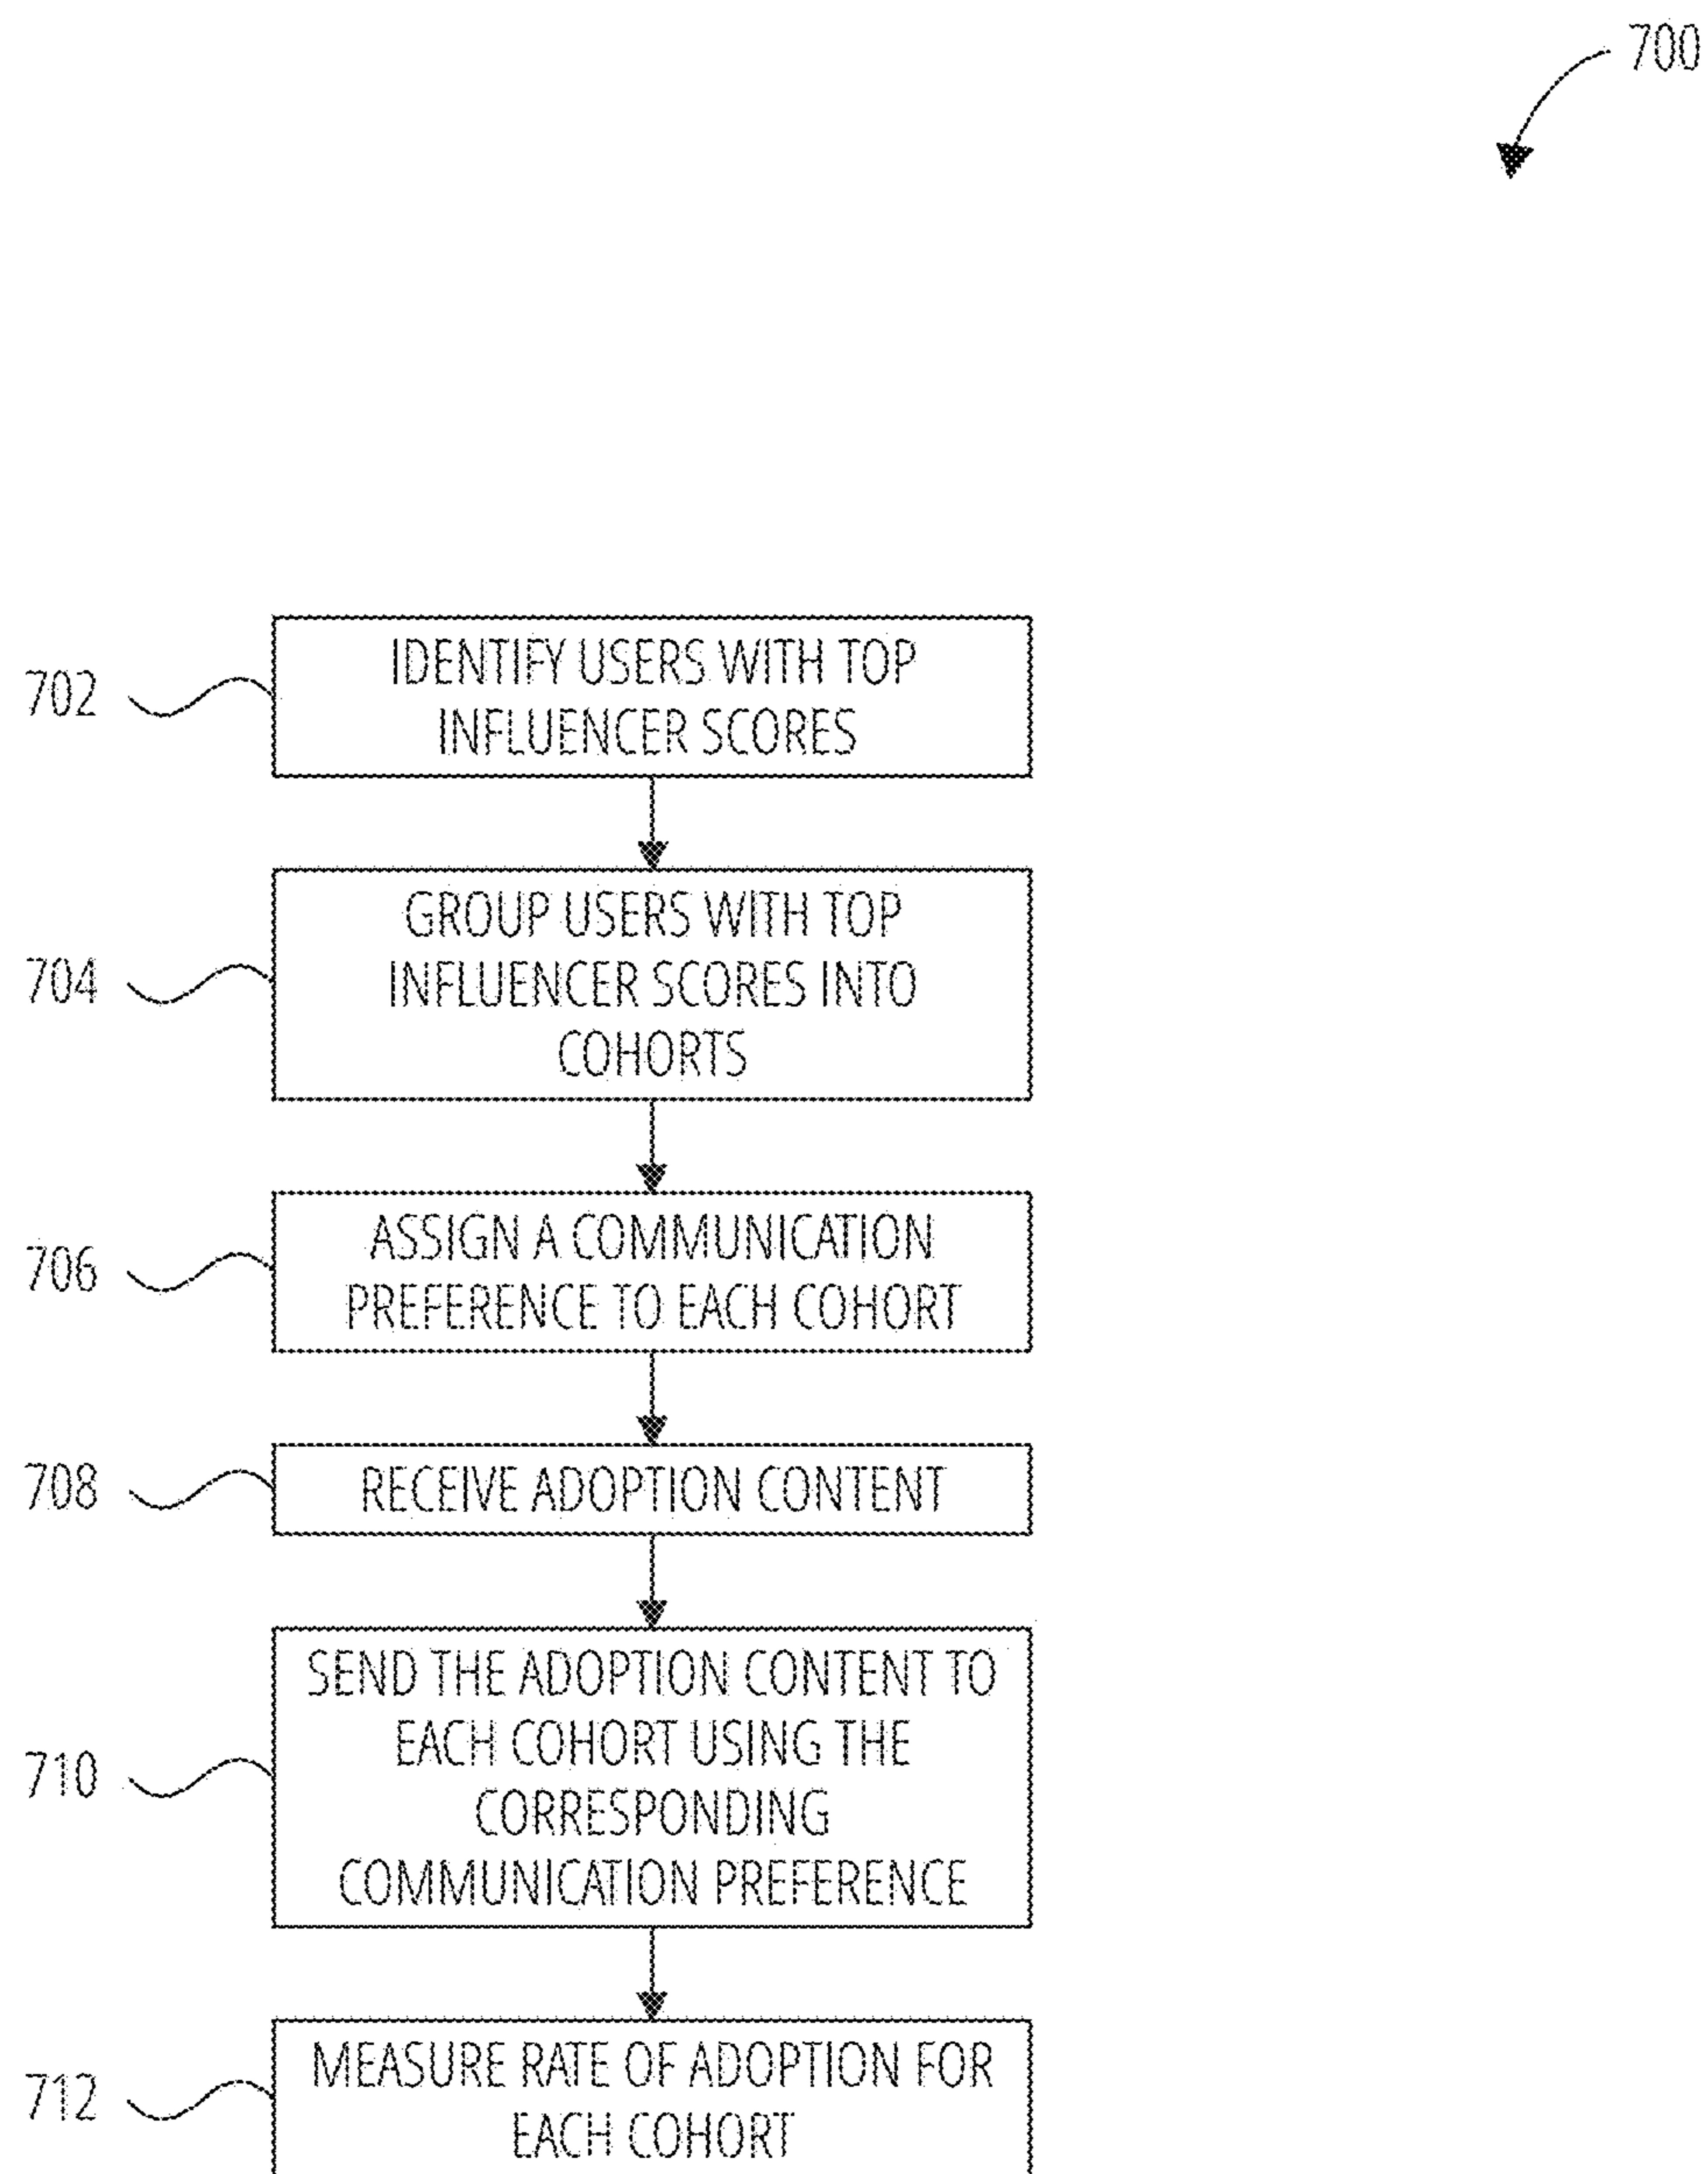 700
702
IDENTIFY USERS WITH TOP
INFLUENCER SCORES
704
GROUP USERS WITH TOP
INFLUENCER SCORES INTO
COHORTS
706
ASSIGN A COMMUNICATION
PREFERENCE TO EACH COHORT
708
RECEIVE ADOPTION CONTENT
710
SEND THE ADOPTION CONTENT TO
EACH COHORT USING THE
CORRESPONDING
COMMUNICATION PREFERENCE
712
MEASURE RATE OF ADOPTION FOR
EACH COHORT